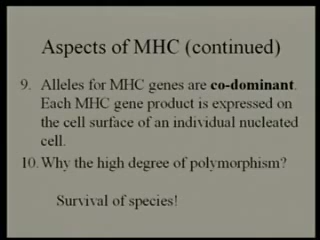 Aspects of MHC (continued)
9. Alleles for MHC genes are co-dominant.
Each MHC gene product is expressed on
the cell surface of an individual nucleated
cell.
10. Why the high degree of polymorphism?
Survival of species!